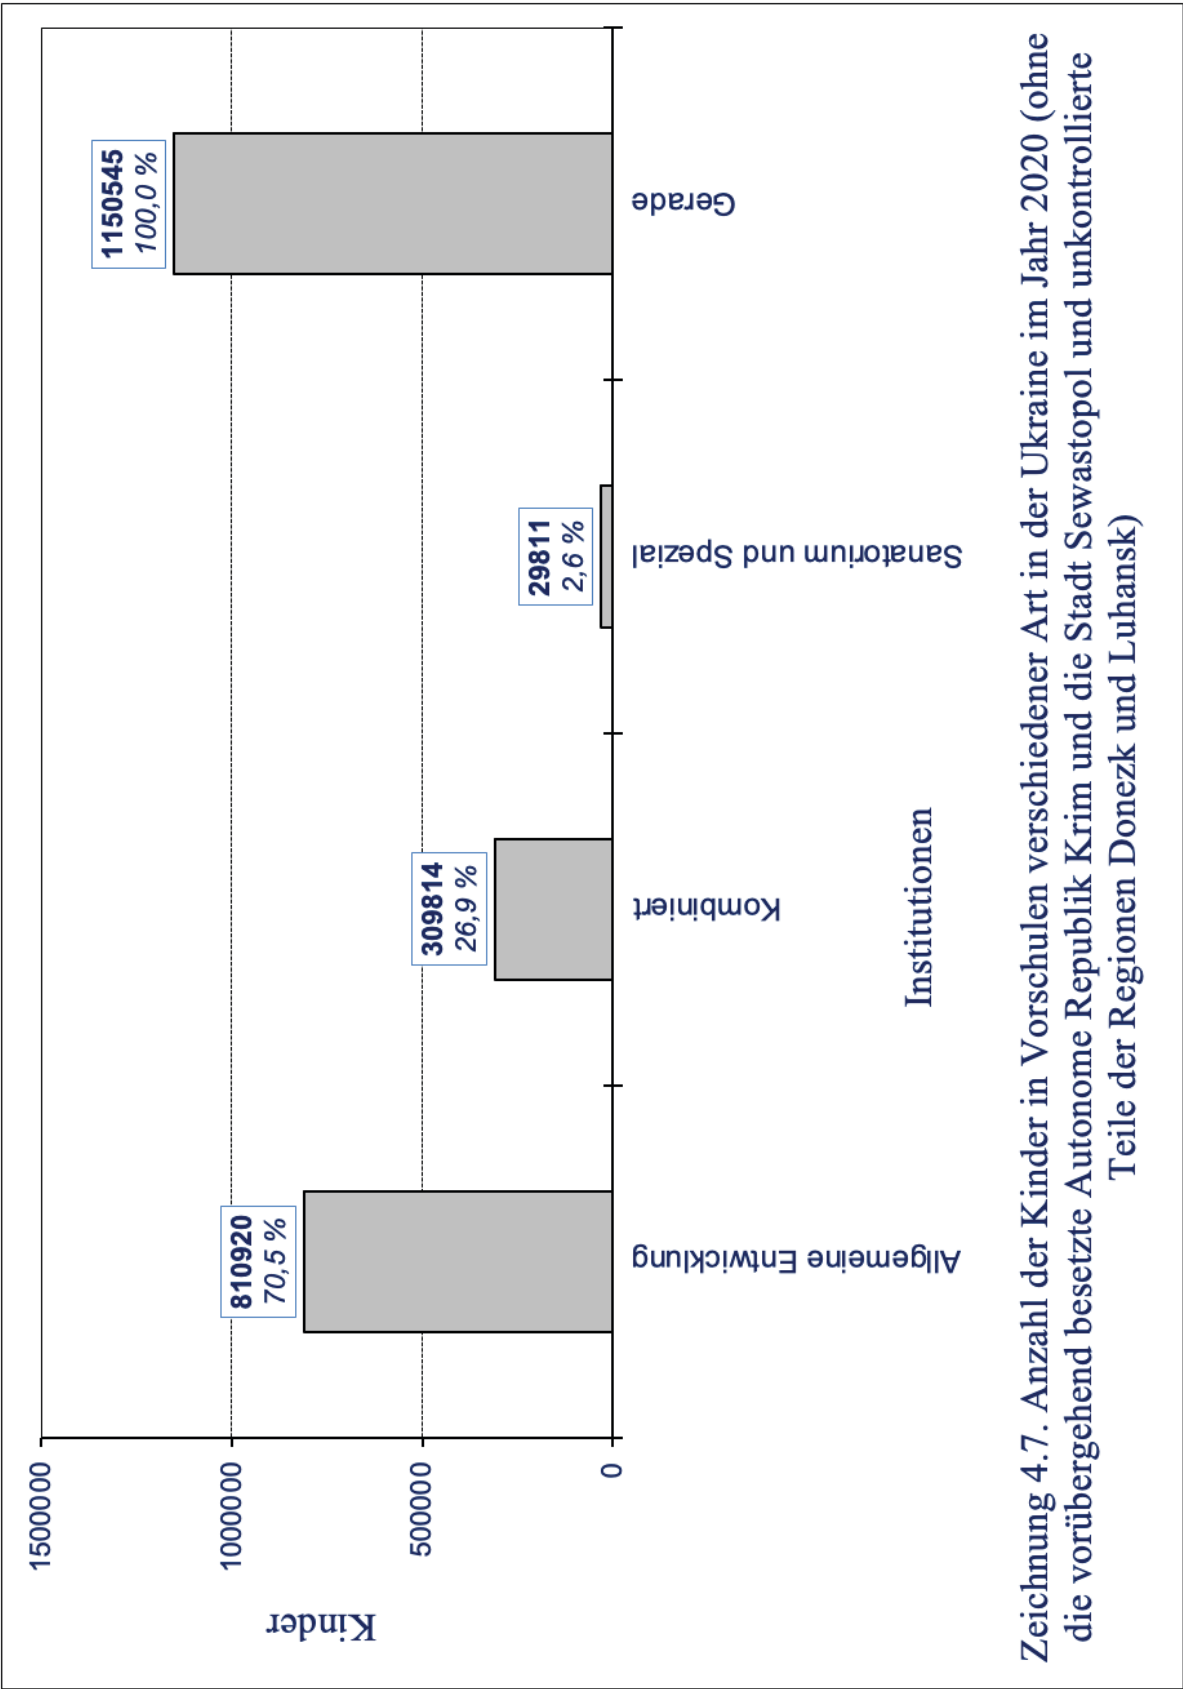 Kinder
1500000
1000000
500000
0
810920
70,5 %
309814
26,9 %
29811
2,6 %
1150545
100,0 %
Allgemeine Entwicklung
Kombiniert
Sanatorium und Spezial
Gerade
Institutionen
Zeichnung 4.7. Anzahl der Kinder in Vorschulen verschiedener Art in der Ukraine im Jahr 2020 (ohne
die vorübergehend besetzte Autonome Republik Krim und die Stadt Sewastopol und unkontrollierte
Teile der Regionen Donezk und Luhansk)